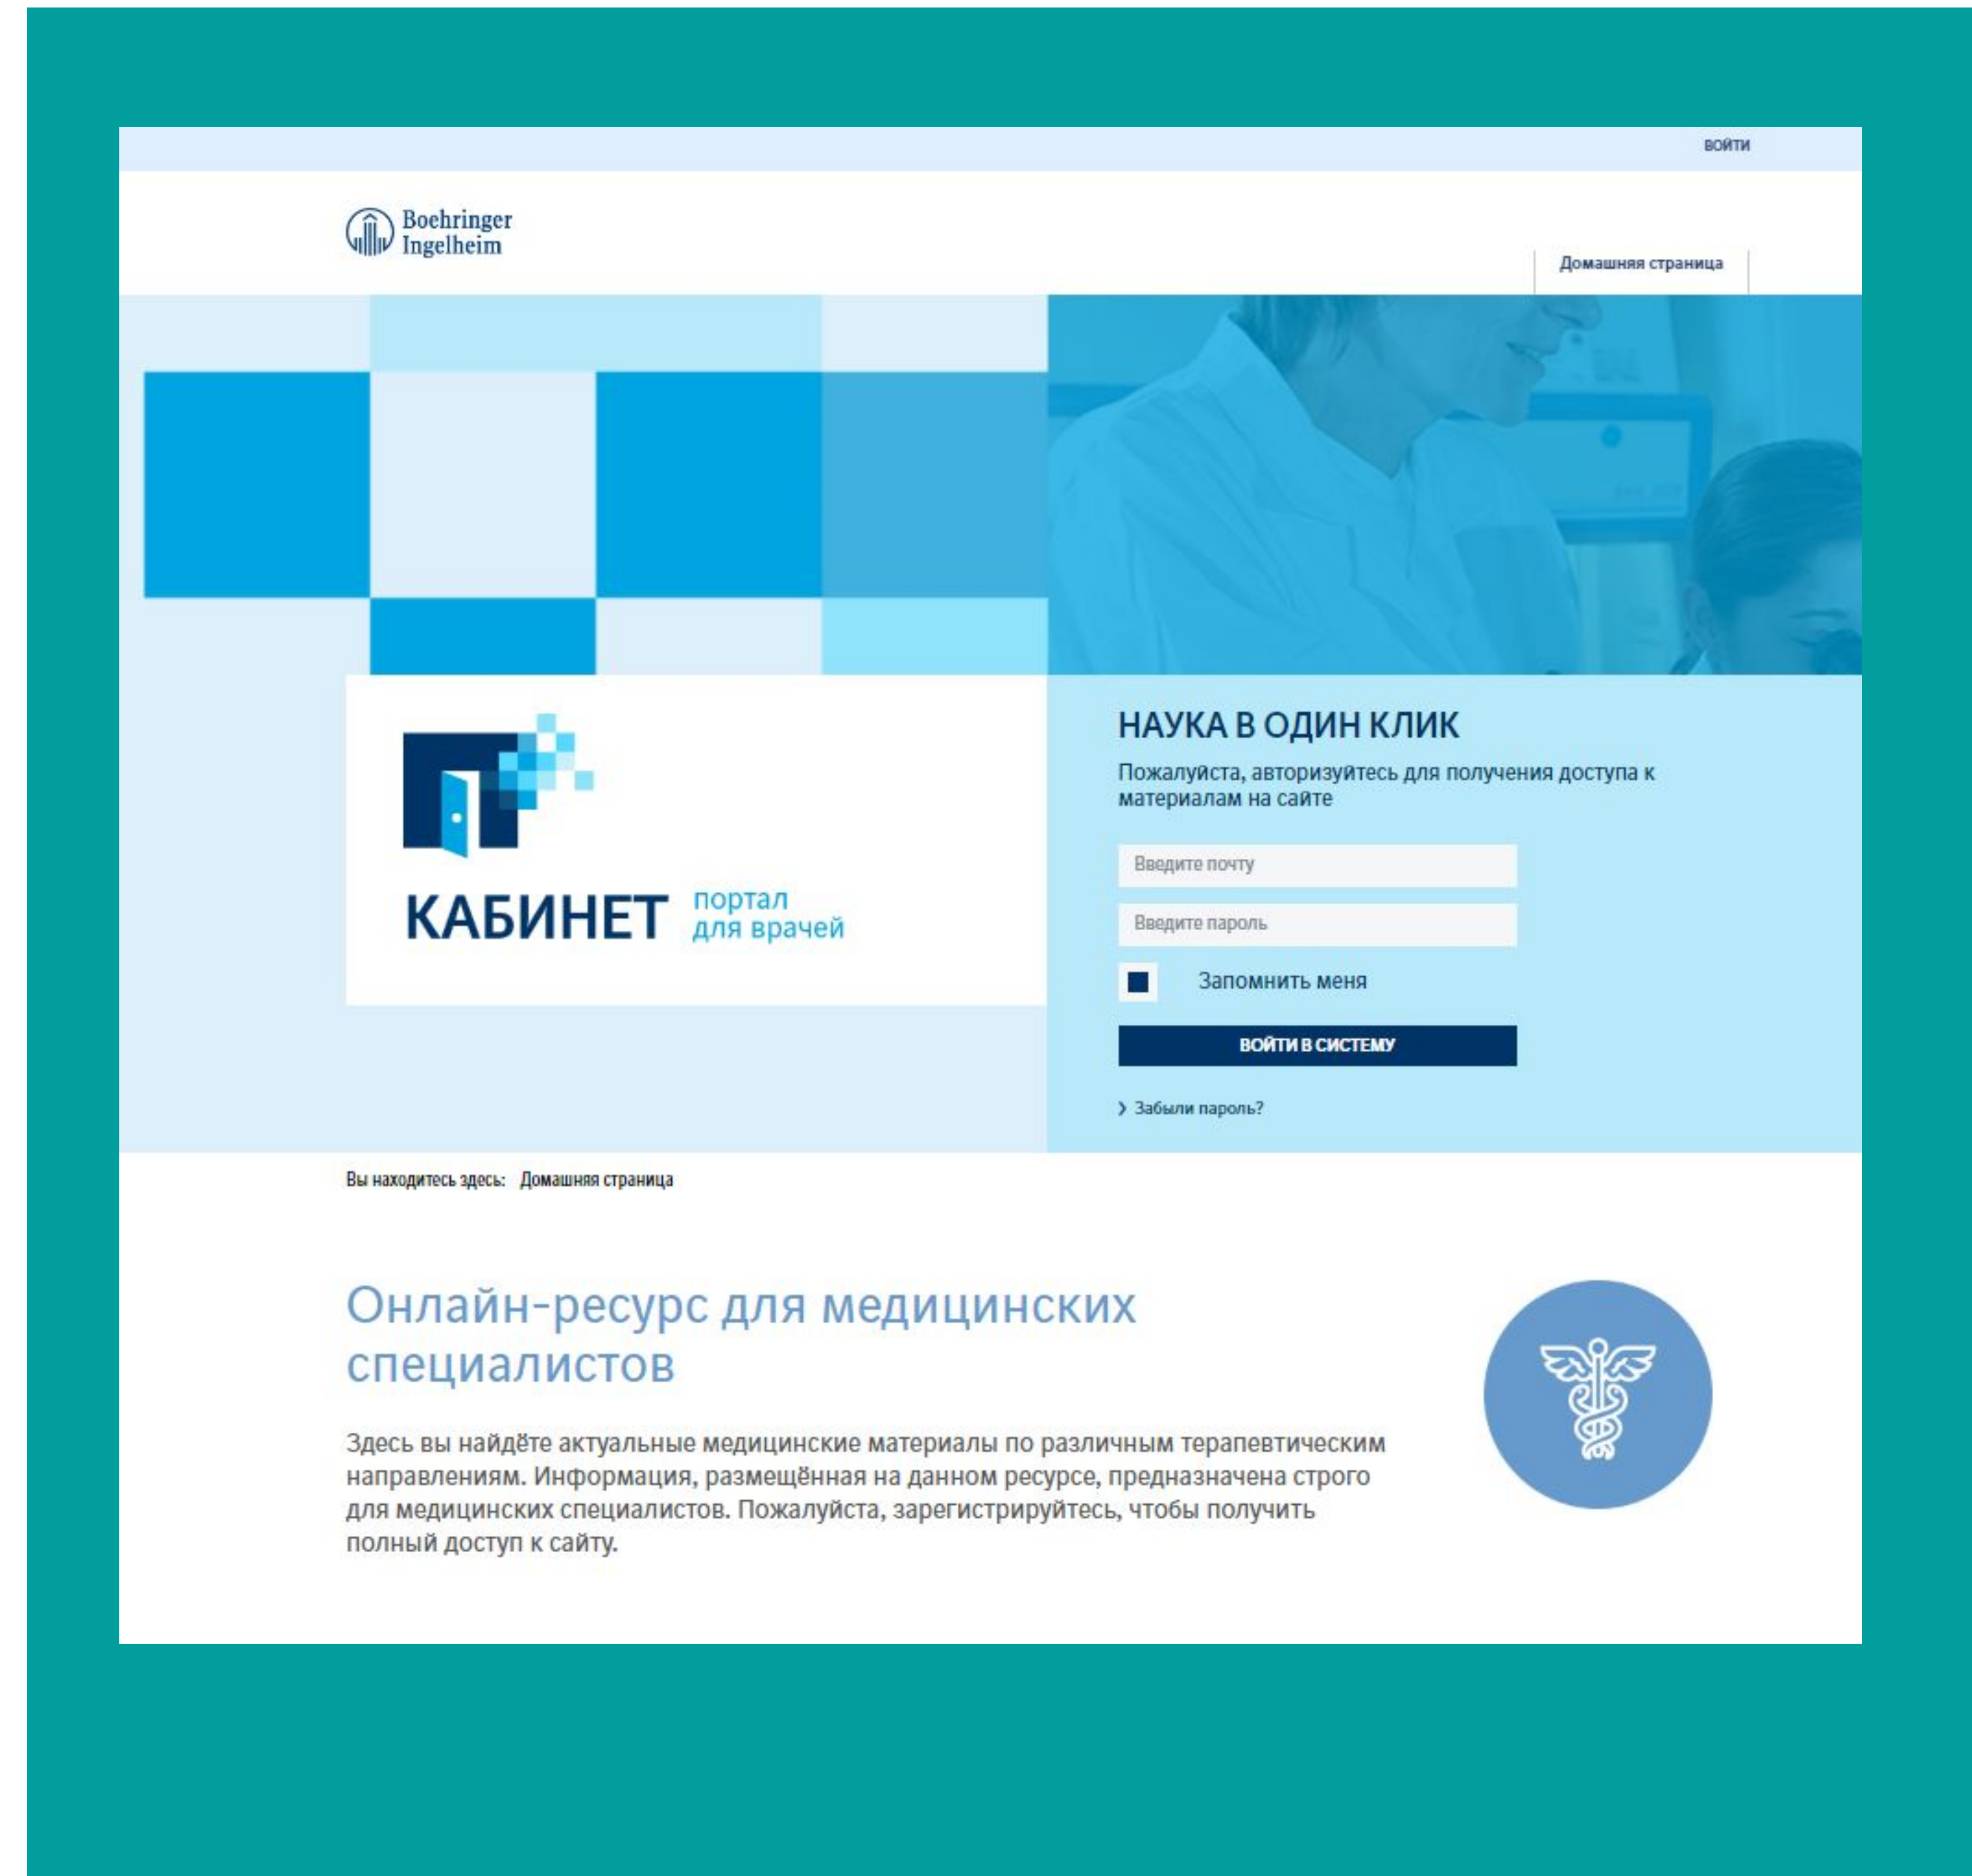 ВОЙТИ
Boehringer
Ingelheim
Домашняя страница
НАУКА В ОДИН КЛИК
Пожалуйста, авторизуйтесь для получения доступа к
материалам на сайте
Введите почту
Введите пароль
Запомнить меня
ВОЙТИ В СИСТЕМУ
Забыли пароль?
КАБИНЕТ
портал
для врачей
Вы находитесь здесь: Домашняя страница
Онлайн-ресурс для медицинских
специалистов
Здесь вы найдёте актуальные медицинские материалы по различным терапевтическим
направлениям. Информация, размещённая на данном ресурсе, предназначена строго
для медицинских специалистов. Пожалуйста, зарегистрируйтесь, чтобы получить
полный доступ к сайту.